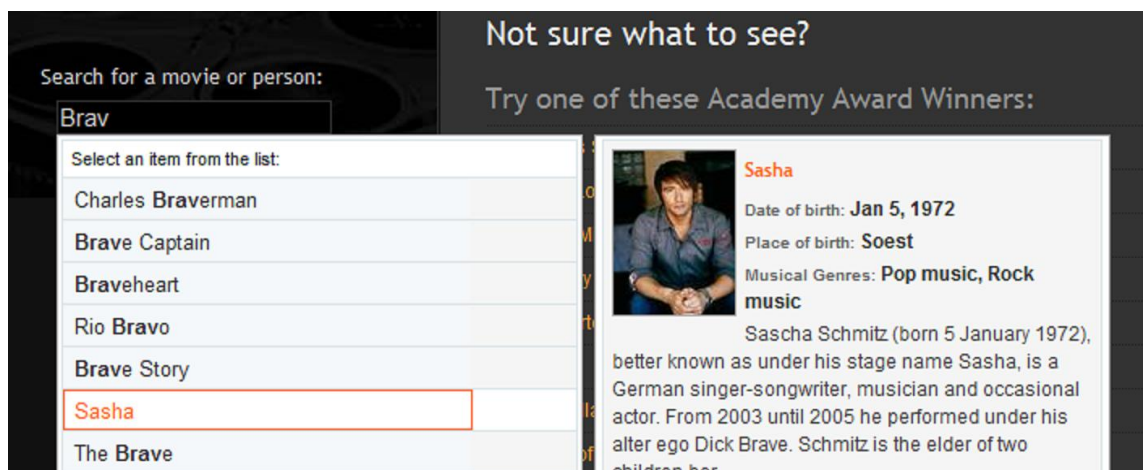 Not sure what to see?
Search for a movie or person:
Try one of these Academy Award Winners:
Brav
Select an item from the list:
Charles Braverman
Brave Captain
Braveheart
Rio Bravo
Brave Story
Sasha
The Brave
Sasha
Date of birth: Jan 5, 1972
Place of birth: Soest
Musical Genres: Pop music, Rock
music
Sascha Schmitz (born 5 January 1972),
better known as under his stage name Sasha, is a
German singer-songwriter, musician and occasional
actor. From 2003 until 2005 he performed under his
alter ego Dick Brave. Schmitz is the elder of two